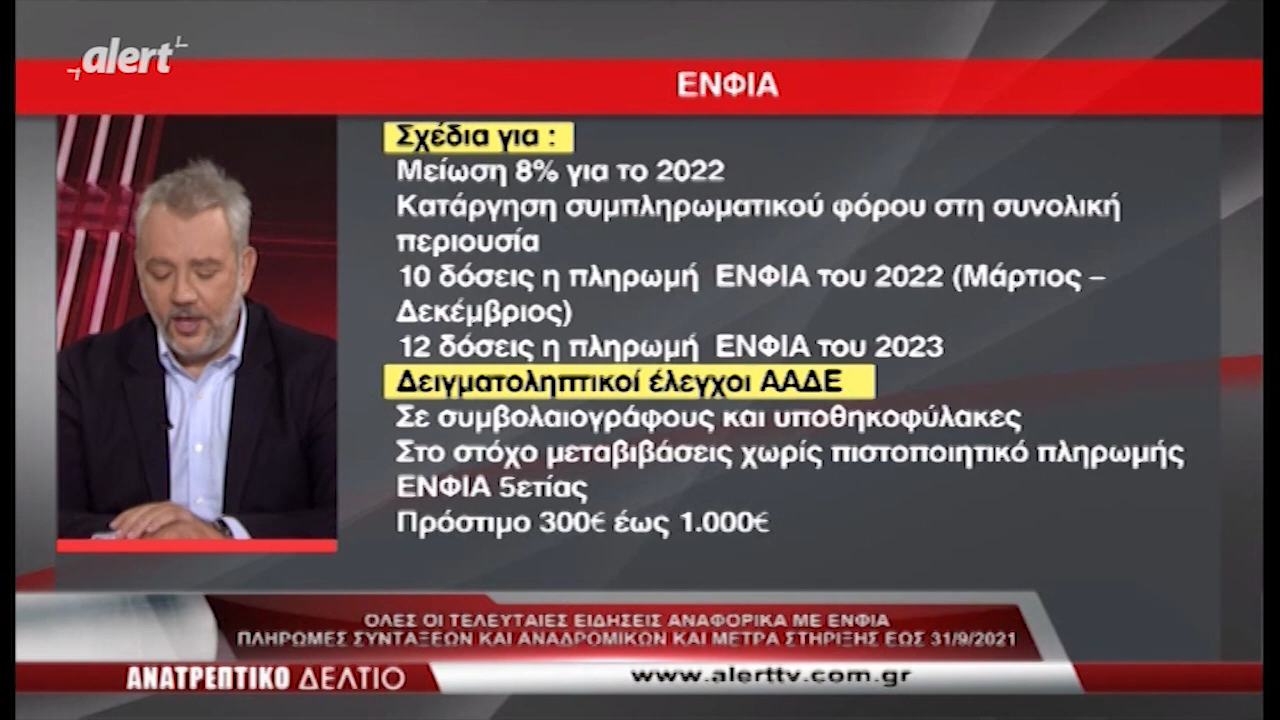 alert
ΕΝΦΙΑ
Σχέδια για :
Μείωση 8% για το 2022
Κατάργηση συμπληρωματικού φόρου στη συνολική
περιουσία
10 δόσεις η πληρωμή ΕΝΦΙΑ του 2022 (Μάρτιος –
Δεκέμβριος)
12 δόσεις η πληρωμή ΕΝΦΙΑ του 2023
Δειγματοληπτικοί έλεγχοι ΑΑΔΕ
Σε συμβολαιογράφους και υποθηκοφύλακες
Στο στόχο μεταβιβάσεις χωρίς πιστοποιητικό πληρωμής
ΕΝΦΙΑ 5ετίας
Πρόστιμο 300€ έως 1.000€
ΟΛΕΣ ΟΙ ΤΕΛΕΥΤΑΙΕΣ ΕΙΔΗΣΕΙΣ ΑΝΑΦΟΡΙΚΑ ΜΕ ΕΝΦΙΑ
ΠΛΗΡΩΜΕΣ ΣΥΝΤΑΞΕΩΝ ΚΑΙ ΑΝΑΔΡΟΜΙΚΩΝ ΚΑΙ ΜΕΤΡΑ ΣΤΗΡΙΞΗΣ ΕΩΣ 31/9/2021
ΑΝΑΤΡΕΠΤΙΚΟ ΔΕΛΤΙΟ
www.alerttv.com.gr